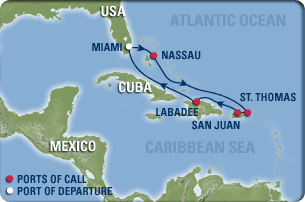 USA
ATLANTIC OCEAN
MIAMI
NASSAU
CUBA
ST. THOMAS
LABADEE
SAN JUAN
MEXICO
CARIBBEAN SEA
PORTS OF CALL
PORT OF DEPARTURE